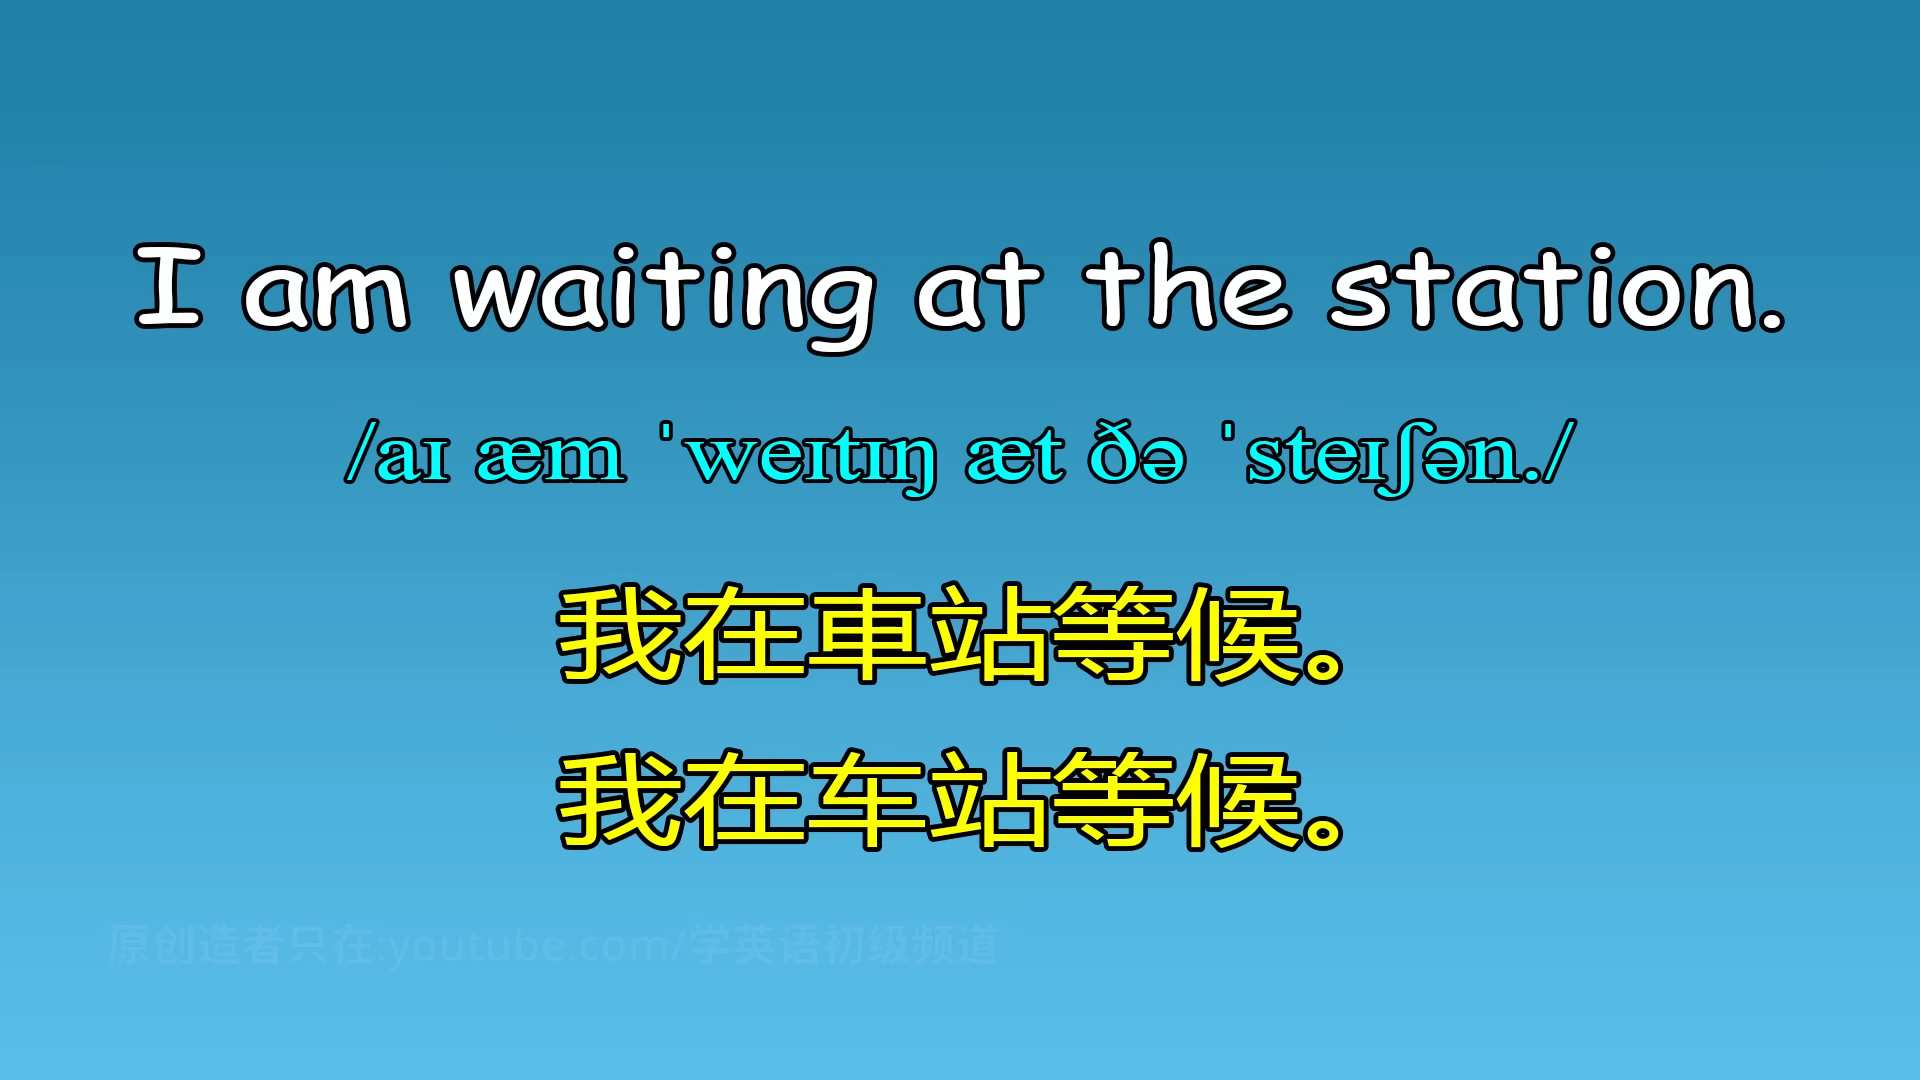 I am waiting at the station.
/aɪ æm ˈweɪtɪŋ æt ðə ˈsteɪʃən./
我在車站等候。
我在车站等候。
原创造者只在:youtube.com/学英语初级频道